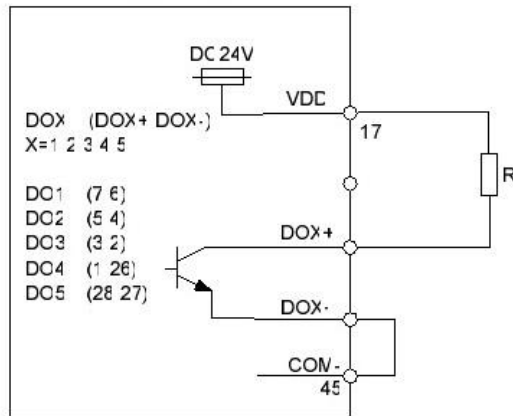 DC 24V
VDD
17
DOX (DOX+ DOX-)
X=1 2 3 4 5
R
DO1 (7 6)
DO2 (5 4)
DO3 (3 2)
DO4 (1 26)
DO5 (28 27)
DOX+
DOX-
COM-
45